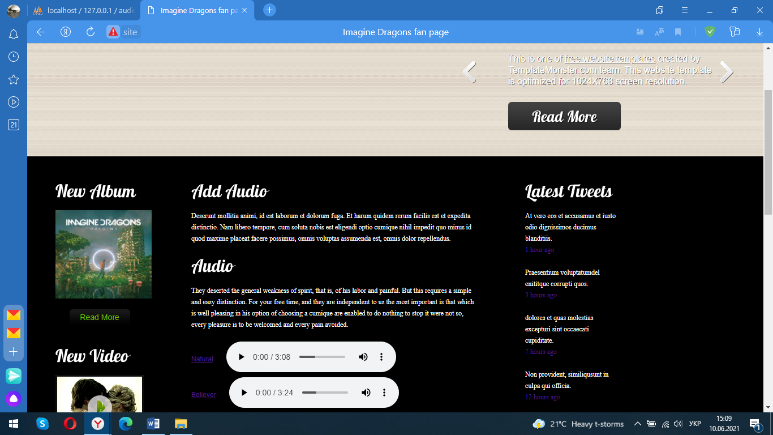 localhost / 127.0.0.1 / aud
Imagine Dragons fan pa
site
Imagine Dragons fan page
21
This is one of free website templates created by
TemplateMonster.com team. This website template
is optimized for 1024X768 screen resolution.
Read More
New Album
IMAGINE DRAGONS
Read More
New Video
Add Audio
Deserunt mollitia animi, id est laborum et dolorum fuga. Et harum quidem rerum facilis est et expedita
distinctio. Nam libero tempore, cum soluta nobis est eligendi optio cumque nihil impedit quo minus id
quod maxime placeat facere possimus, omnis voluptas assumenda est, omnis dolor repellendus.
Audio
They deserted the general weakness of spirit, that is, of his labor and painful. But this requires a simple
and easy distinction. For your free time, and they are independent to us the most important is that which
is well pleasing in his option of choosing a cumque are enabled to do nothing to stop it were not so,
every pleasure is to be welcomed and every pain avoided.
Natural
0:00 / 3:08
Believer
0:00 / 3:24
Latest Tweets
At vero eos et accusamus et iusto
odio dignissimos ducimus
blanditiis.
1 hour ago
Praesentium voluptatumdel
enititque corrupti quos.
3 hours ago
dolores et quas molestias
excepturi sint occaecati
cupiditate.
7 hours ago
Non provident, similiqusunt in
culpa qui officia.
12 hours ago
21°C Heavy t-storms
УКР
15:09
10.06.2021
1